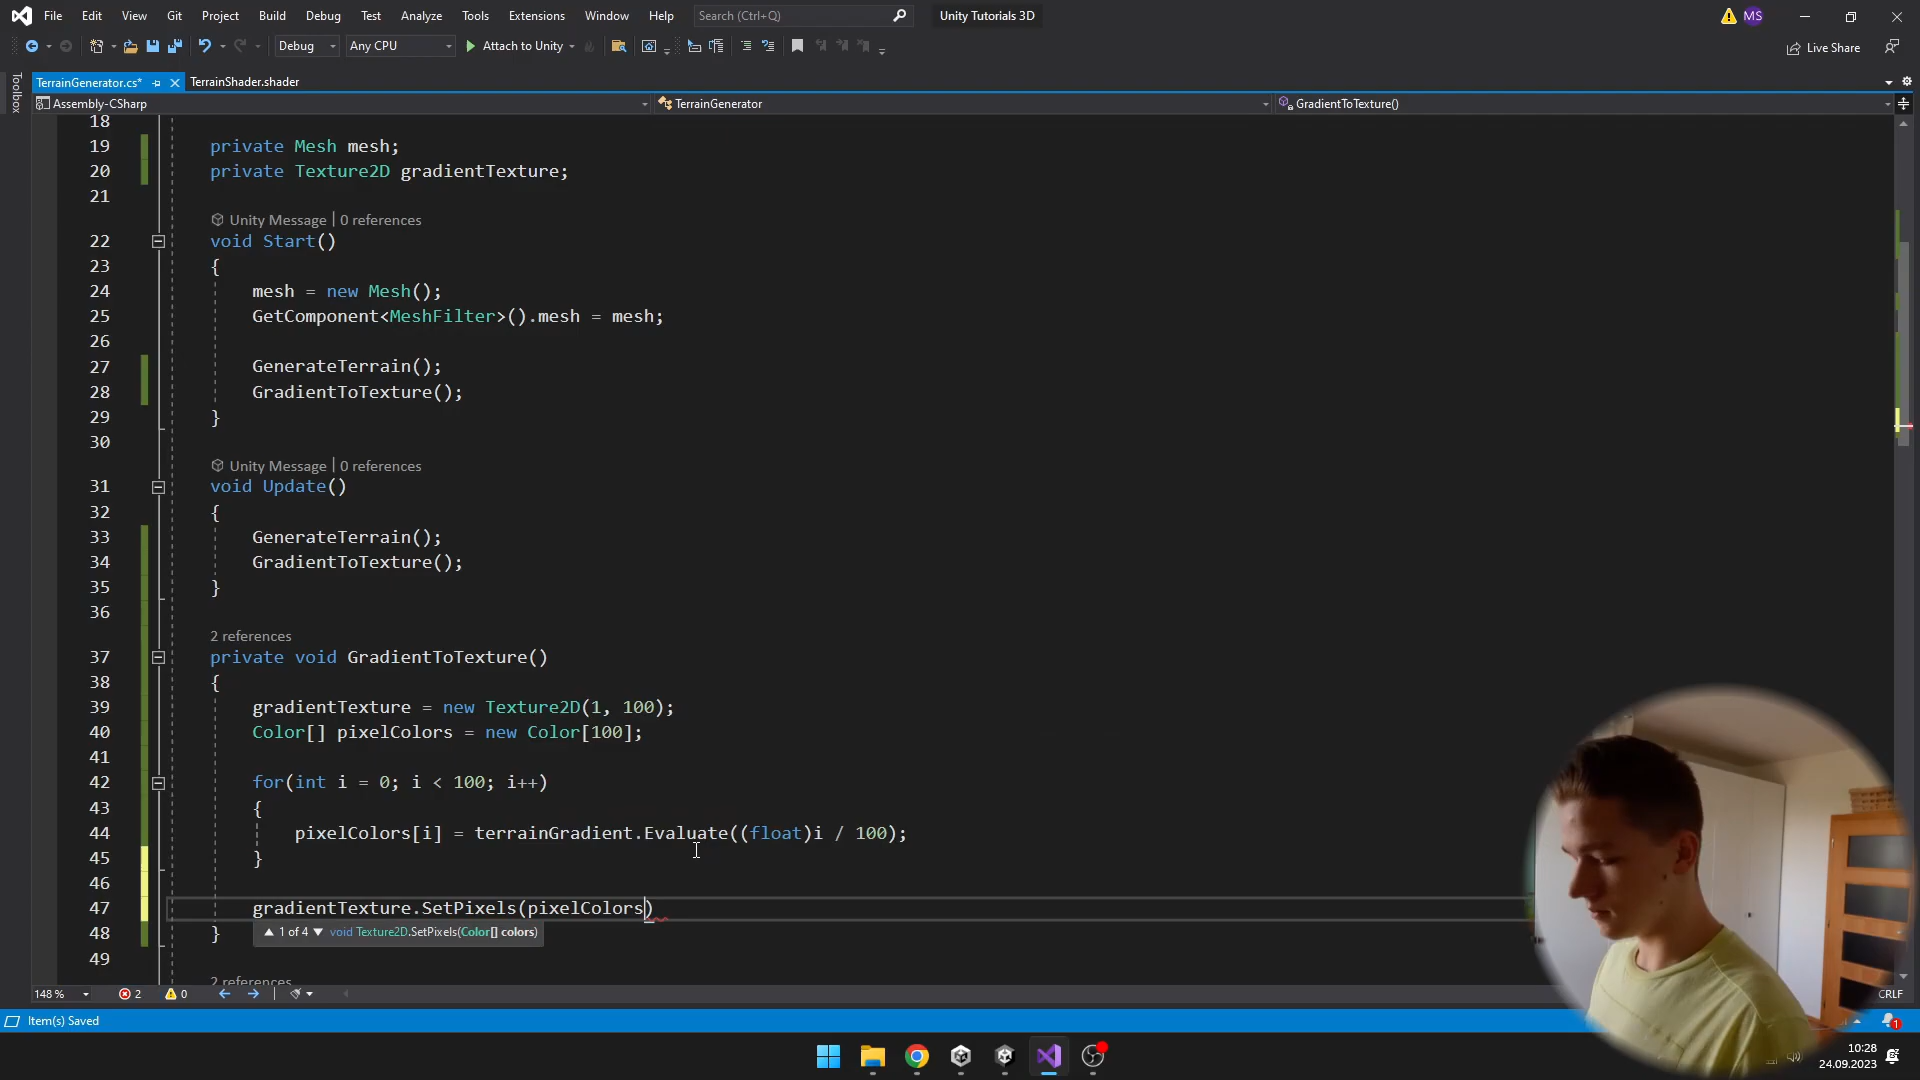 File Edit View Git Project Build Debug Test Analyze Tools Extensions Window Help Search (Ctrl+Q) Unity Tutorials 3D MS
Debug Any CPU Attach to Unity Live Share
Toolbox
TerrainGenerator.cs* TerrainShader.shader
Assembly-CSharp TerrainGenerator GradientToTexture()
18
19 private Mesh mesh;
20 private Texture2D gradientTexture;
21
Unity Message | 0 references
22 void Start()
23 {
24 mesh = new Mesh();
25 GetComponent<MeshFilter>().mesh = mesh;
26
27 GenerateTerrain();
28 GradientToTexture();
29 }
30
Unity Message | 0 references
31 void Update()
32 {
33 GenerateTerrain();
34 GradientToTexture();
35 }
36
2 references
37 private void GradientToTexture()
38 {
39 gradientTexture = new Texture2D(1, 100);
40 Color[] pixelColors = new Color[100];
41
42 for(int i = 0; i < 100; i++)
43 {
44 pixelColors[i] = terrainGradient.Evaluate((float)i / 100);
45 }
46
47 gradientTexture.SetPixels(pixelColors)
1 of 4 void Texture2D.SetPixels(Color[] colors)
48 }
49
2 references
148 % 2 0 CRLF
Item(s) Saved 1
10:28
24.09.2023